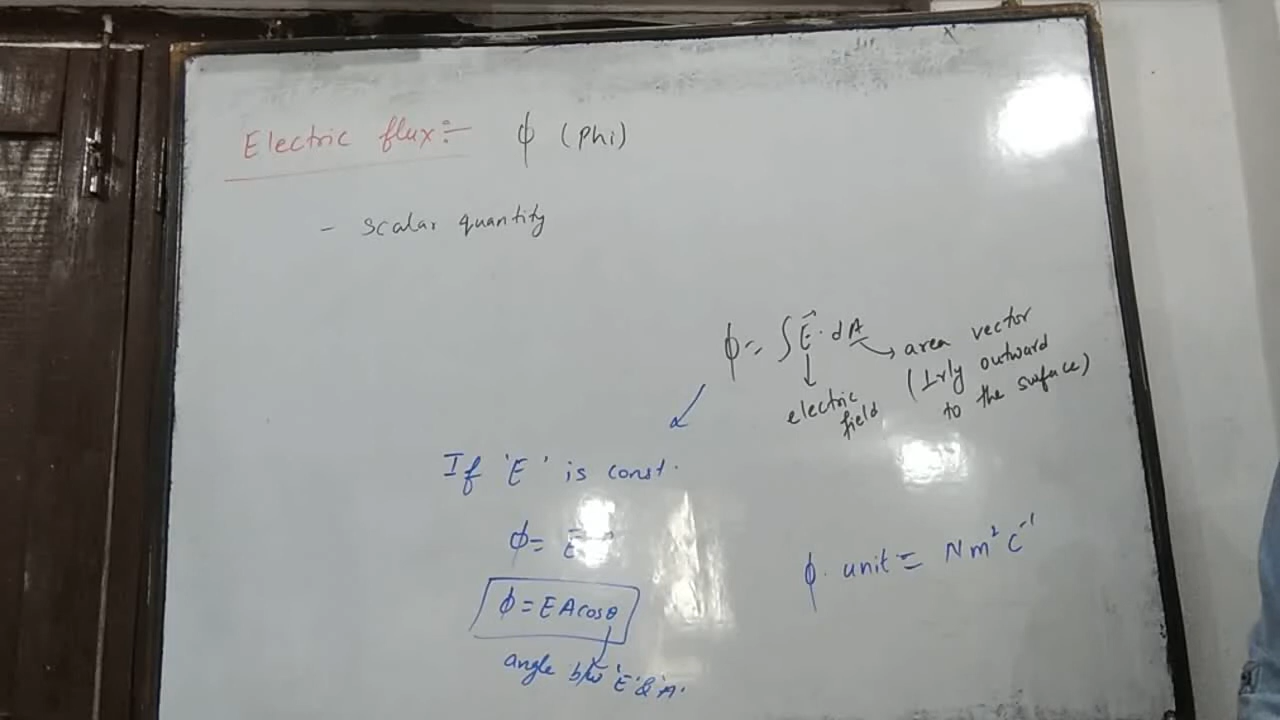 Electric flux:- ϕ (Phi)
- scalar quantity
ϕ = ∫E⃗·dA → area vector
(⊥rly outward
to the surface)
electric
field
If 'E' is const.
ϕ = E⃗
ϕ = EAcosθ
angle b/w 'E' & 'A'.
ϕ. unit = Nm²C⁻¹